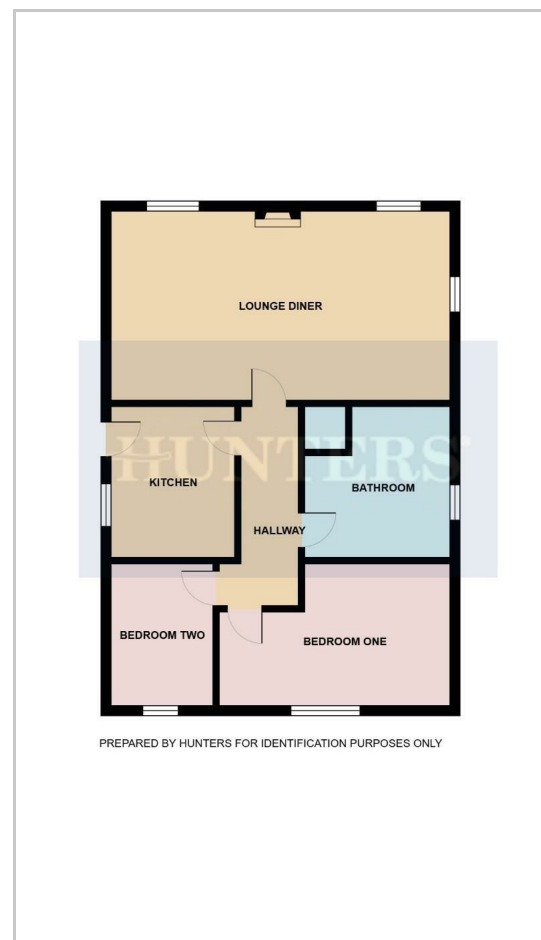 LOUNGE DINER
HUNTERS
KITCHEN
BATHROOM
HALLWAY
BEDROOM TWO
BEDROOM ONE
PREPARED BY HUNTERS FOR IDENTIFICATION PURPOSES ONLY